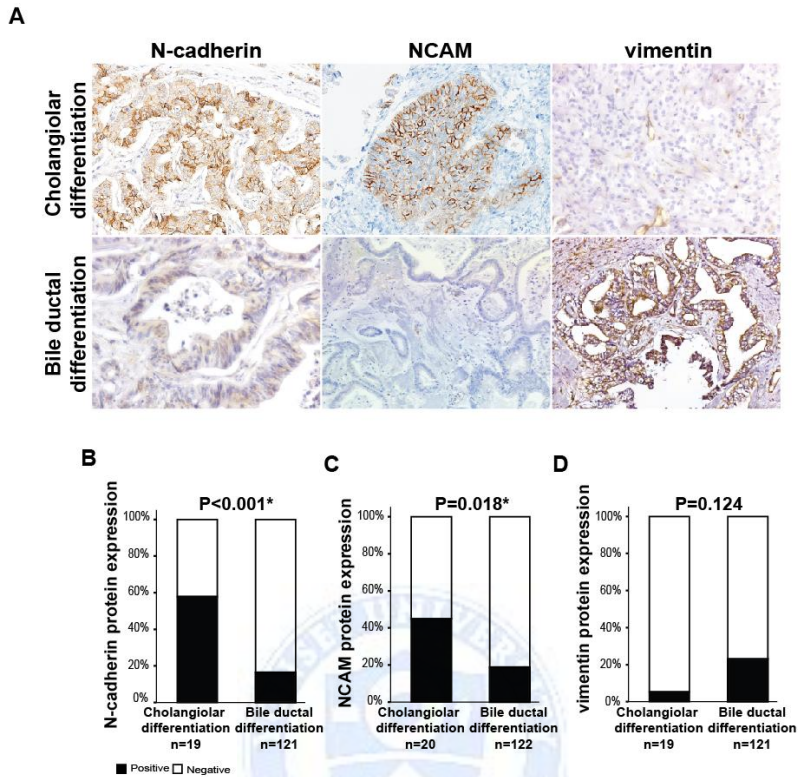 A
N-cadherin
NCAM
vimentin
Cholangiolar
differentiation
Bile ductal
differentiation
B
P<0.001*
N-cadherin protein expression
100%
80%
60%
40%
20%
0%
Cholangiolar
differentiation
n=19
Bile ductal
differentiation
n=121
C
P=0.018*
NCAM protein expression
100%
80%
60%
40%
20%
0%
Cholangiolar
differentiation
n=20
Bile ductal
differentiation
n=122
D
P=0.124
vimentin protein expression
100%
80%
60%
40%
20%
0%
Cholangiolar
differentiation
n=19
Bile ductal
differentiation
n=121
Positive
Negative